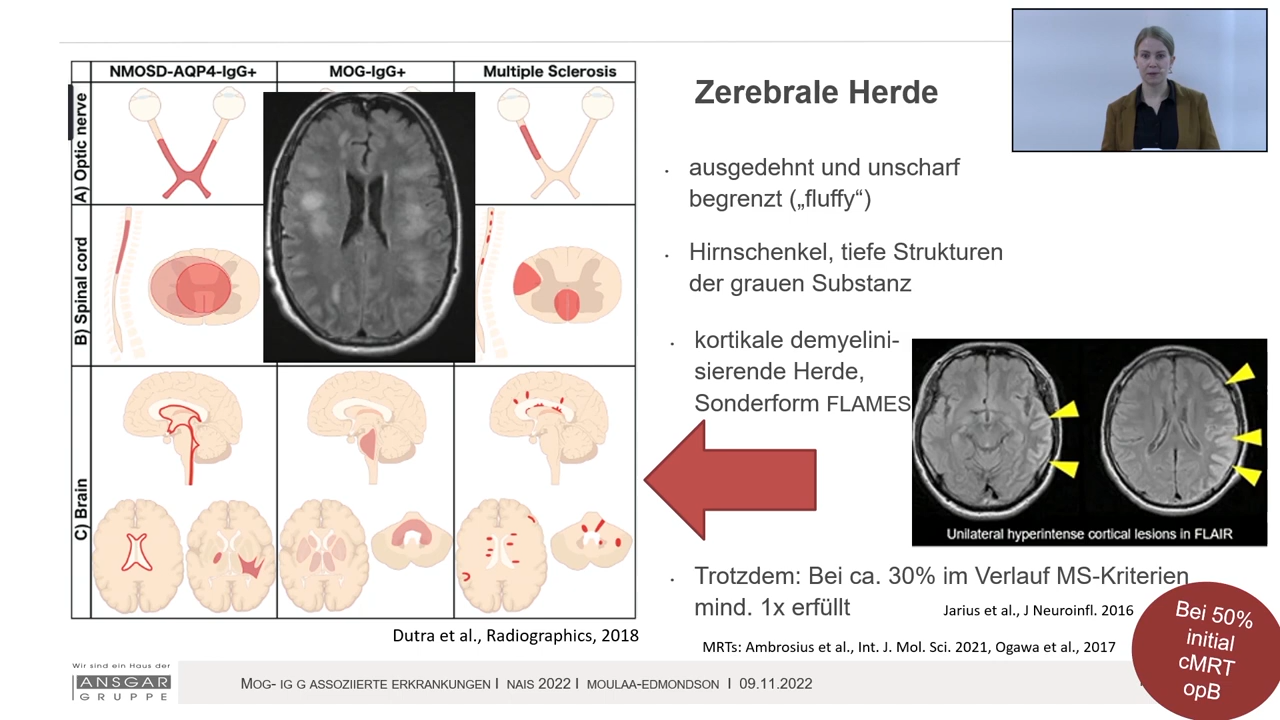 NMOSD-AQP4-IgG+
MOG-IgG+
Multiple Sclerosis
A) Optic nerve
B) Spinal cord
C) Brain
Dutra et al., Radiographics, 2018
Zerebrale Herde
· ausgedehnt und unscharf
begrenzt („fluffy“)
· Hirnschenkel, tiefe Strukturen
der grauen Substanz
· kortikale demyelini-
sierende Herde,
Sonderform FLAMES
Unilateral hyperintense cortical lesions in FLAIR
· Trotzdem: Bei ca. 30% im Verlauf MS-Kriterien
mind. 1x erfüllt
Jarius et al., J Neuroinfl. 2016
MRTs: Ambrosius et al., Int. J. Mol. Sci. 2021, Ogawa et al., 2017
Bei 50%
initial
cMRT
opB
Wir sind ein Haus der
ANSGAR
GRUPPE
MOG- IG G ASSOZIIERTE ERKRANKUNGEN I NAIS 2022 I MOULAA-EDMONDSON I 09.11.2022